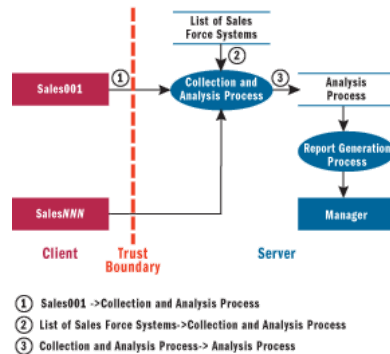 List of Sales
Force Systems
①
②
③
Sales001
Collection and
Analysis Process
Analysis
Process
Report Generation
Process
SalesNNN
Manager
Client
Trust
Boundary
Server
① Sales001 ->Collection and Analysis Process
② List of Sales Force Systems->Collection and Analysis Process
③ Collection and Analysis Process-> Analysis Process